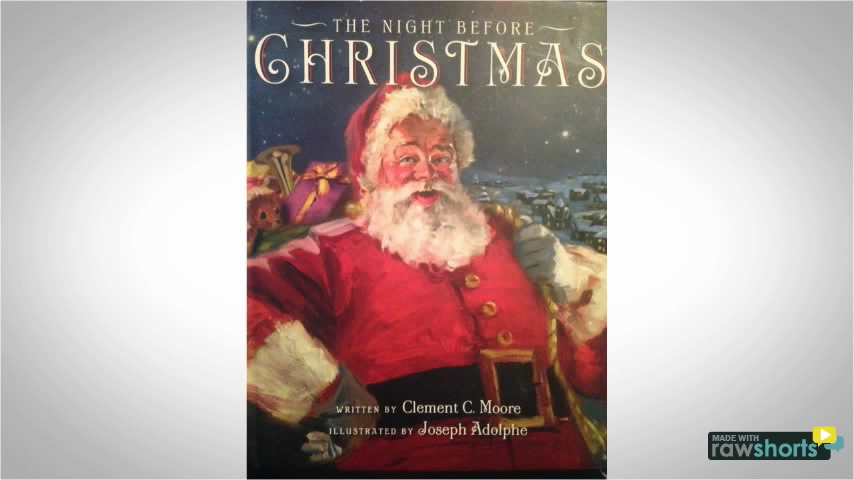 THE NIGHT BEFORE
CHRISTMAS
WRITTEN BY Clement C. Moore
ILLUSTRATED BY Joseph Adolphe
MADE WITH
rawshorts